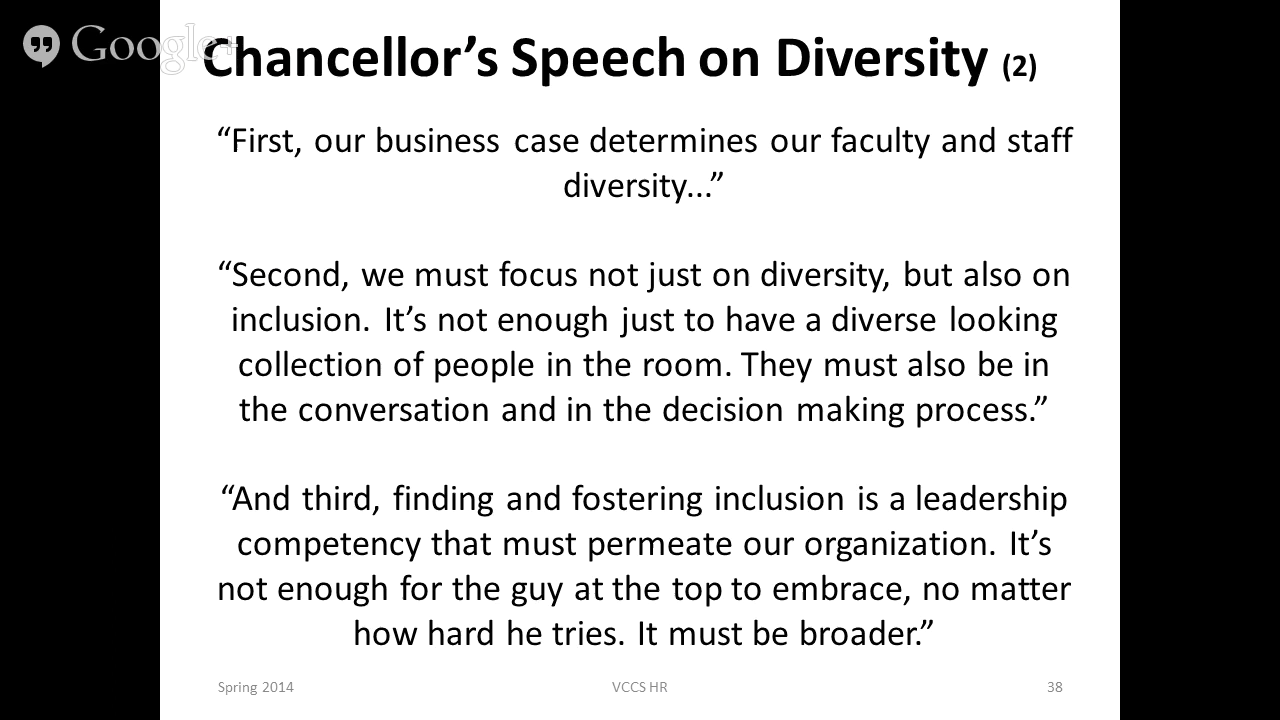 Google+
Chancellor’s Speech on Diversity (2)
“First, our business case determines our faculty and staff
diversity...”
“Second, we must focus not just on diversity, but also on
inclusion. It’s not enough just to have a diverse looking
collection of people in the room. They must also be in
the conversation and in the decision making process.”
“And third, finding and fostering inclusion is a leadership
competency that must permeate our organization. It’s
not enough for the guy at the top to embrace, no matter
how hard he tries. It must be broader.”
Spring 2014 VCCS HR 38